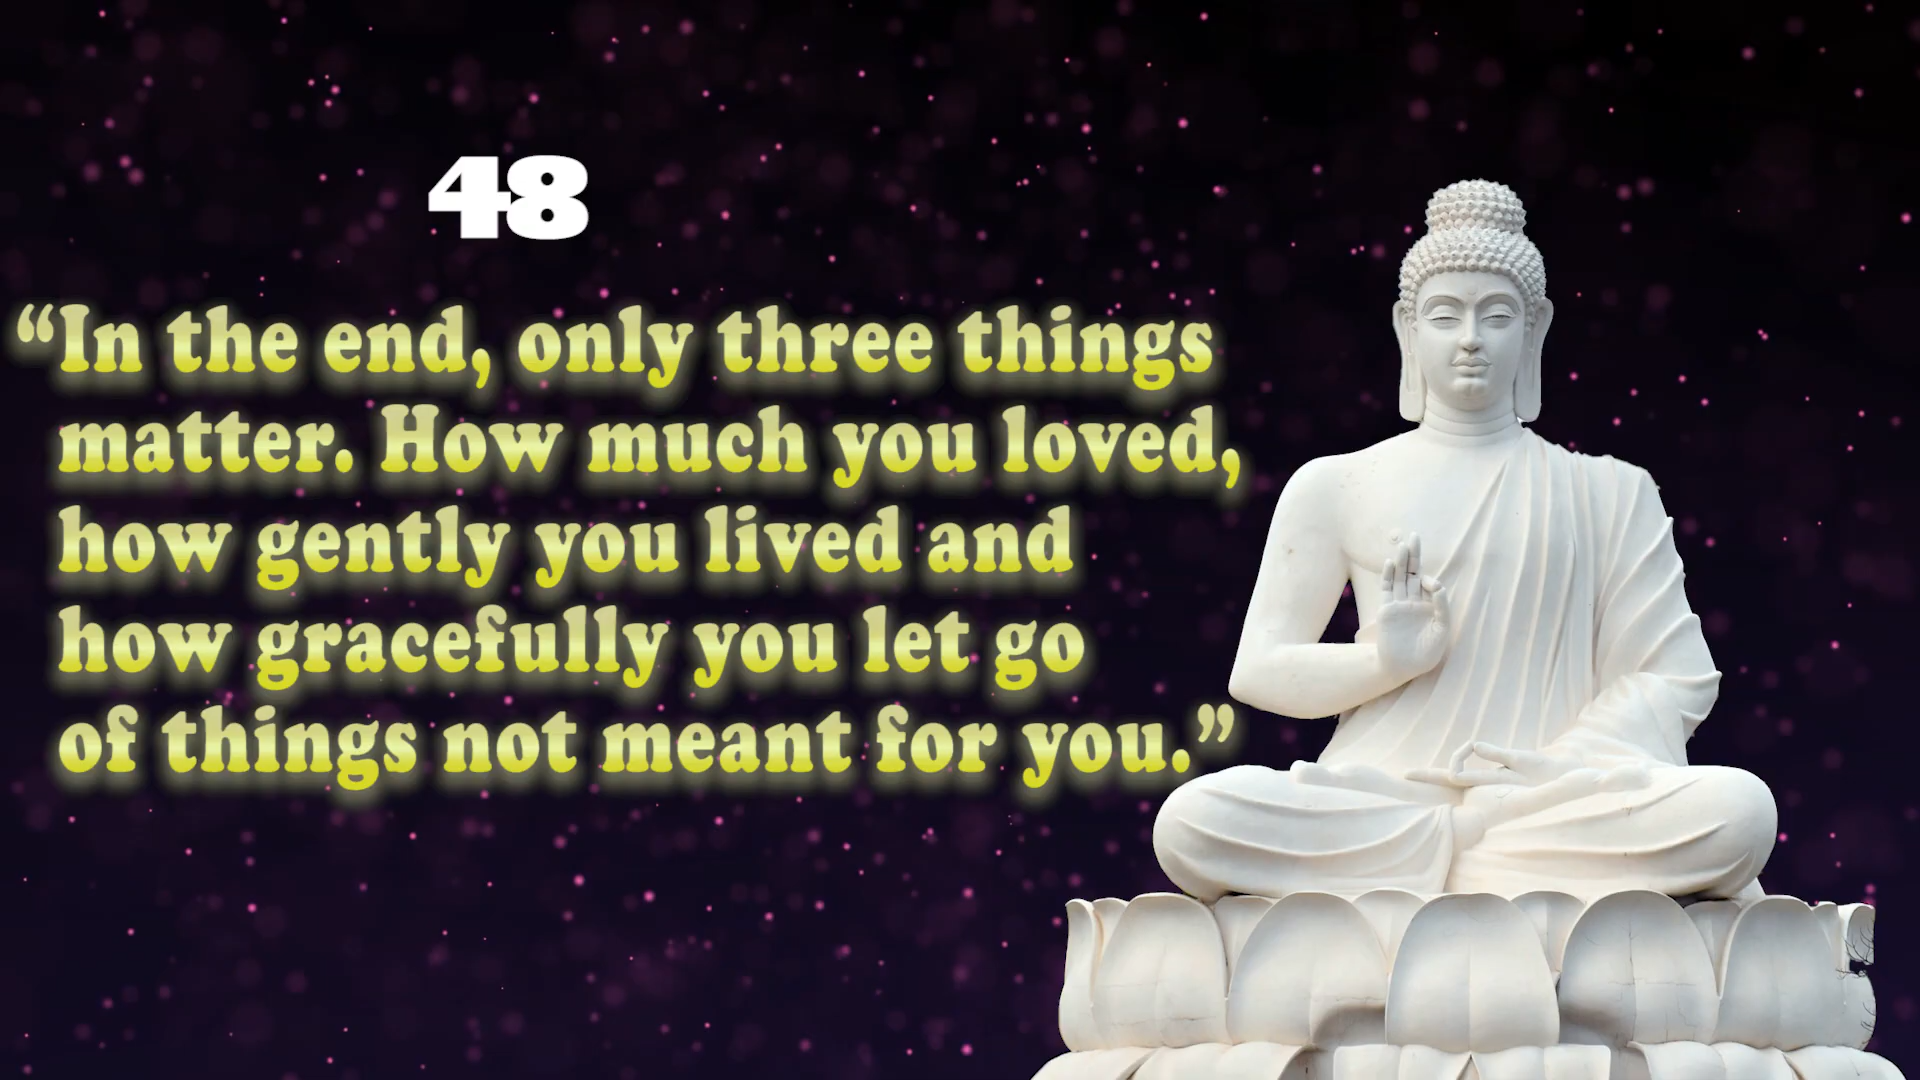 48
“In the end, only three things
matter. How much you loved,
how gently you lived and
how gracefully you let go
of things not meant for you.”